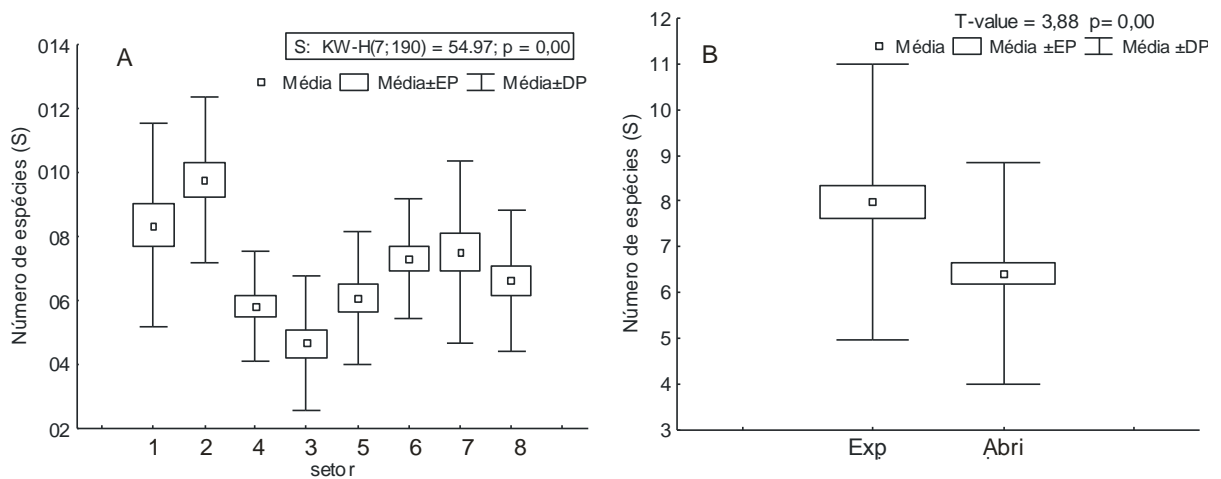 A
S: KW-H(7;190) = 54.97; p = 0,00
Média Média±EP Média±DP
Número de espécies (S)
014
012
010
08
06
04
02
1 2 4 3 5 6 7 8
setor
B
T-value = 3,88 p= 0,00
Média Média ±EP Média ±DP
Número de espécies (S)
12
11
10
9
8
7
6
5
4
3
Exp Abri